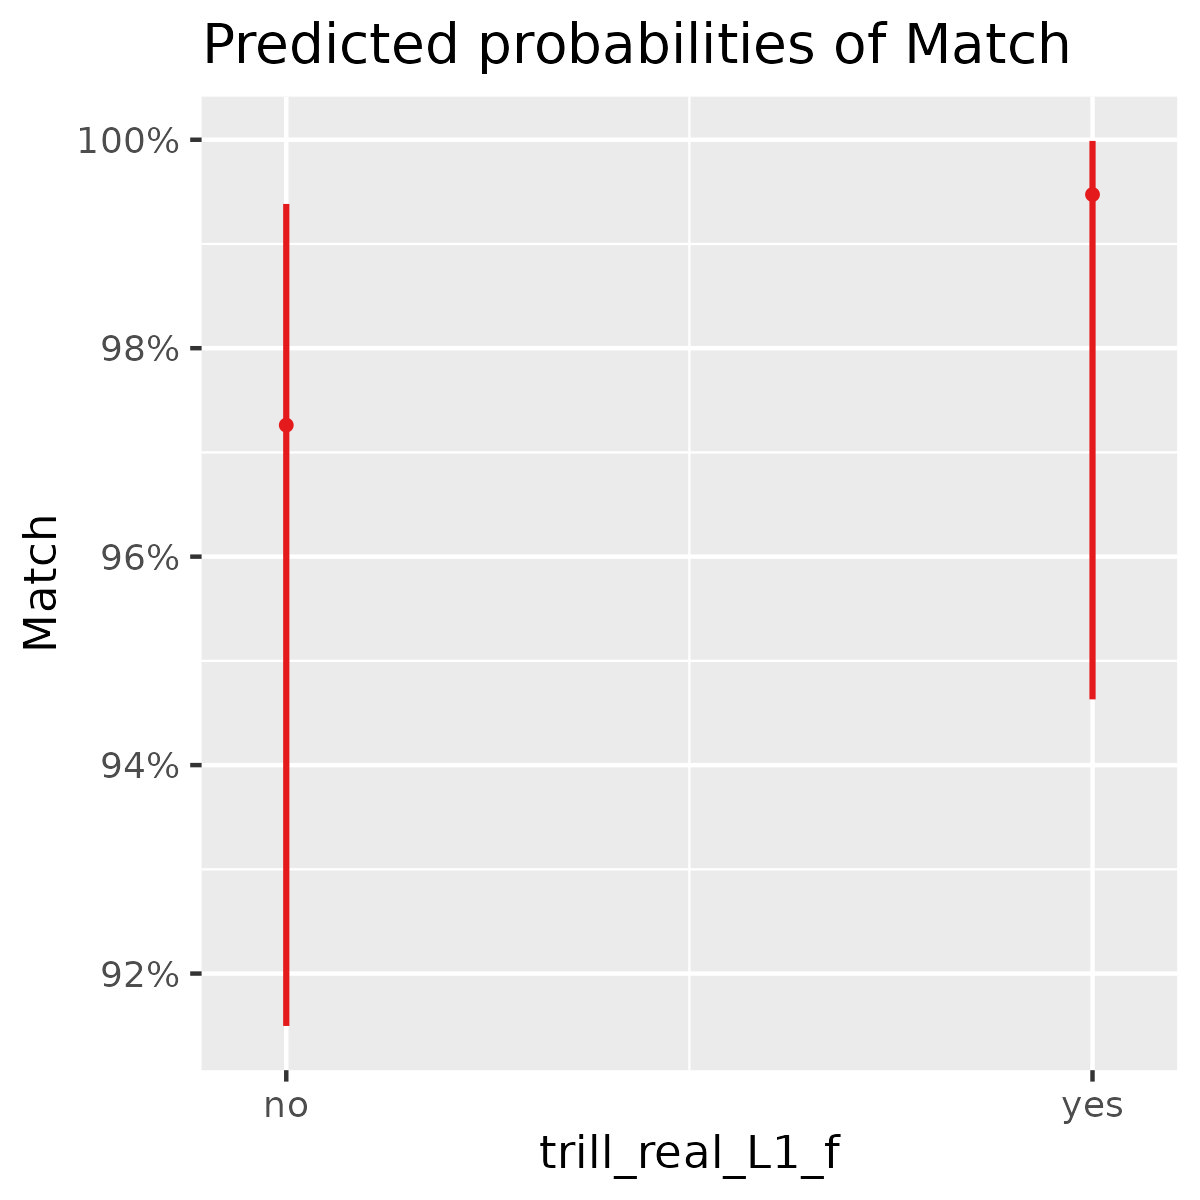 Predicted probabilities of Match
100%
98%
96%
94%
92%
Match
no
yes
trill_real_L1_f